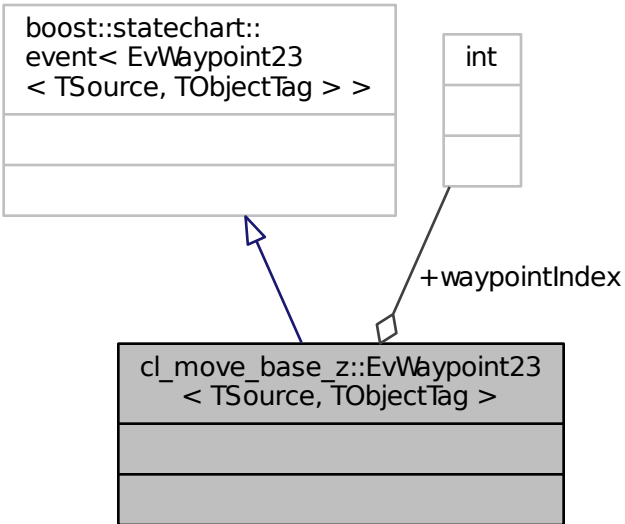 boost::statechart::
event< EvWaypoint23
< TSource, TObjectTag > >
int
+waypointIndex
cl_move_base_z::EvWaypoint23
< TSource, TObjectTag >